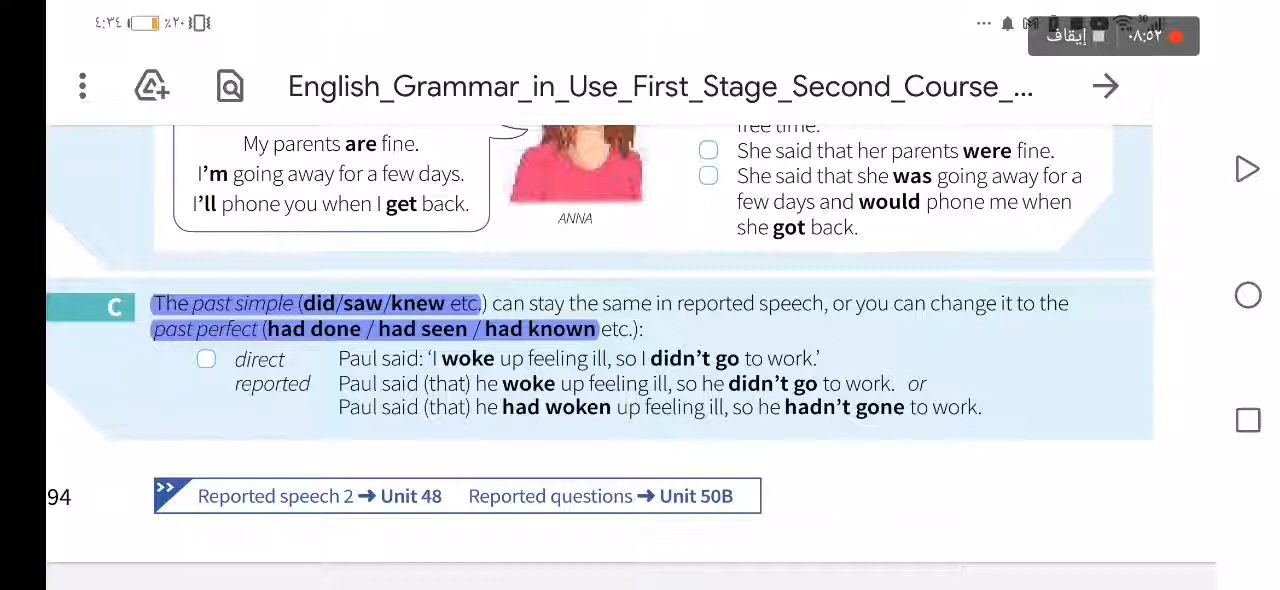 ٤:٣٤
٪٢٠
إيقاف
٠٨:٥٢
English_Grammar_in_Use_First_Stage_Second_Course_...
My parents are fine.
I'm going away for a few days.
I'll phone you when I get back.
ANNA
free time.
She said that her parents were fine.
She said that she was going away for a
few days and would phone me when
she got back.
C
The past simple (did/saw/knew etc.) can stay the same in reported speech, or you can change it to the
past perfect (had done / had seen / had known etc.):
direct Paul said: ‘I woke up feeling ill, so I didn’t go to work.’
reported Paul said (that) he woke up feeling ill, so he didn’t go to work. or
Paul said (that) he had woken up feeling ill, so he hadn’t gone to work.
94
Reported speech 2 ➜ Unit 48 Reported questions ➜ Unit 50B